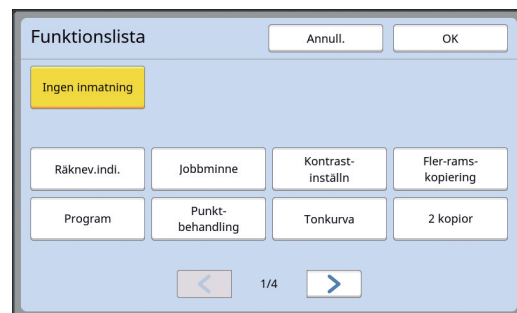 Funktionslista
Annull.
OK
Ingen inmatning
Räknev.indi.
Jobbminne
Kontrast-
inställn
Fler-rams-
kopiering
Program
Punkt-
behandling
Tonkurva
2 kopior
1/4